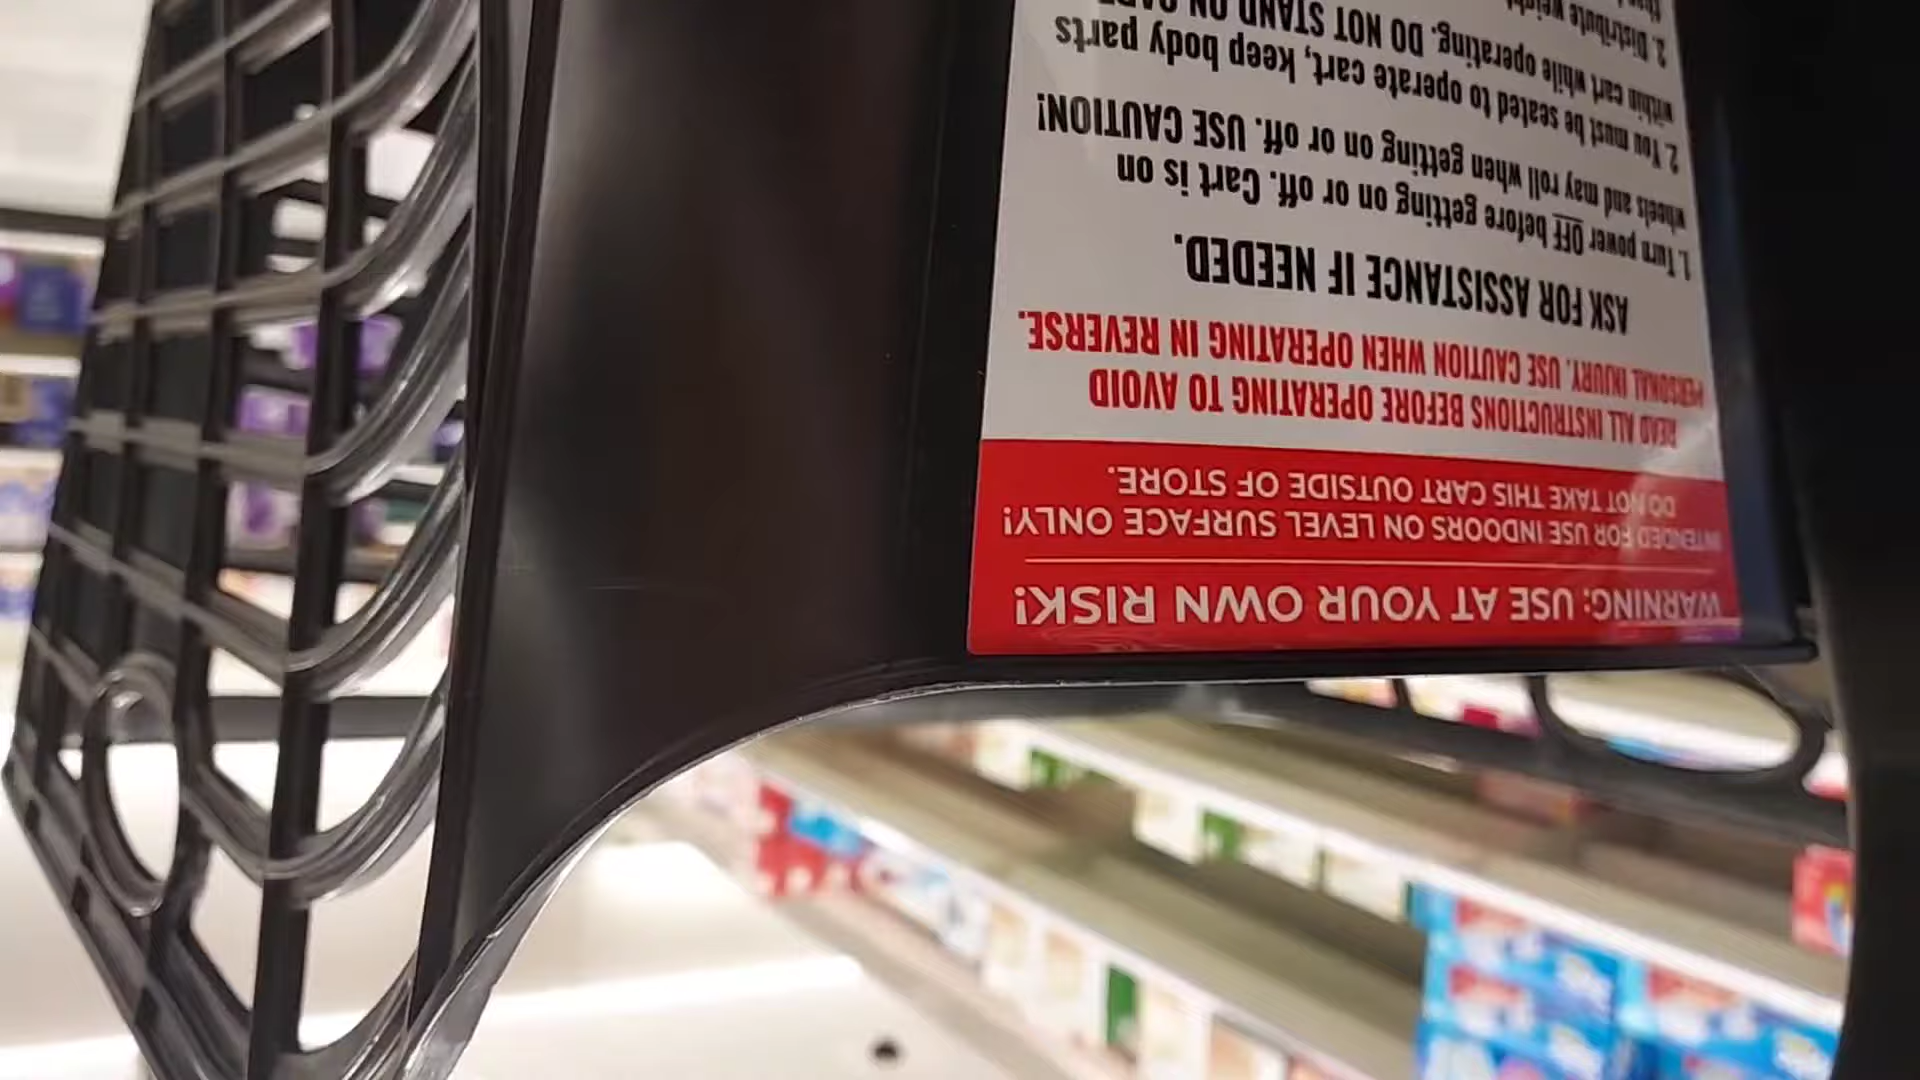 WARNING: USE AT YOUR OWN RISK!
INTENDED FOR USE INDOORS ON LEVEL SURFACE ONLY!
DO NOT TAKE THIS CART OUTSIDE OF STORE.
READ ALL INSTRUCTIONS BEFORE OPERATING TO AVOID
PERSONAL INJURY. USE CAUTION WHEN OPERATING IN REVERSE.
ASK FOR ASSISTANCE IF NEEDED.
1. Turn power OFF before getting on or off. Cart is on
wheels and may roll when getting on or off. USE CAUTION!
2. You must be seated to operate cart, keep body parts
within cart while operating. DO NOT STAND ON
2. Distribute weight